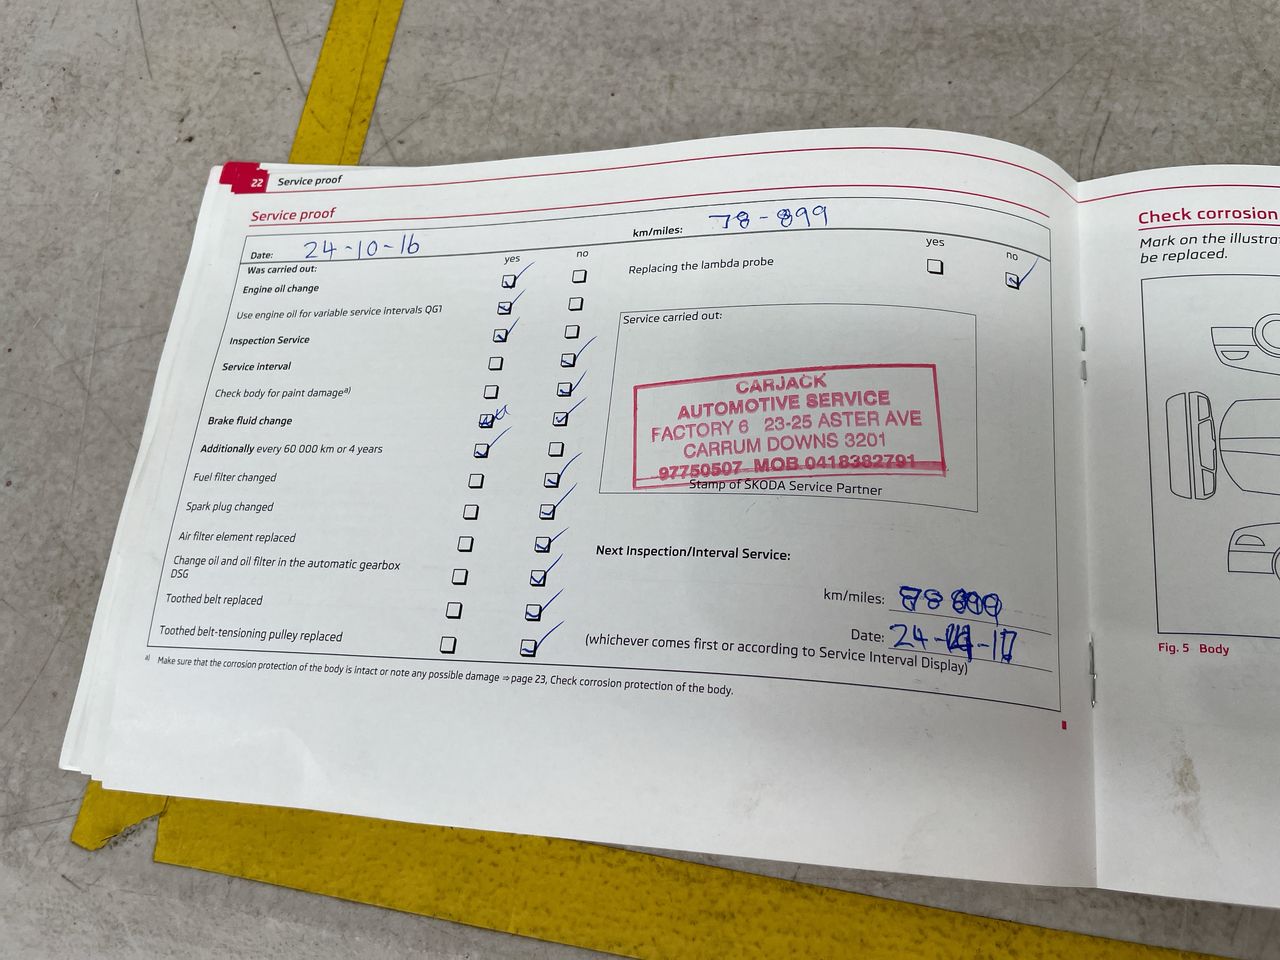 22 Service proof
Service proof
Date: 24-10-16 km/miles: 78-899
Was carried out: yes no
Engine oil change
Use engine oil for variable service intervals QG1
Inspection Service
Service interval
Check body for paint damage a)
Brake fluid change
Additionally every 60 000 km or 4 years
Fuel filter changed
Spark plug changed
Air filter element replaced
Change oil and oil filter in the automatic gearbox
DSG
Toothed belt replaced
Toothed belt-tensioning pulley replaced
yes no
Replacing the lambda probe
Service carried out:
CARJACK
AUTOMOTIVE SERVICE
FACTORY 6 23-25 ASTER AVE
CARRUM DOWNS 3201
97750507 MOB 0418382791
Stamp of ŠKODA Service Partner
Next Inspection/Interval Service:
km/miles:
Date:
(whichever comes first or according to Service Interval Display)
a) Make sure that the corrosion protection of the body is intact or note any possible damage ⇒ page 23, Check corrosion protection of the body.
Check corrosion
Mark on the illustra
be replaced.
Fig. 5 Body